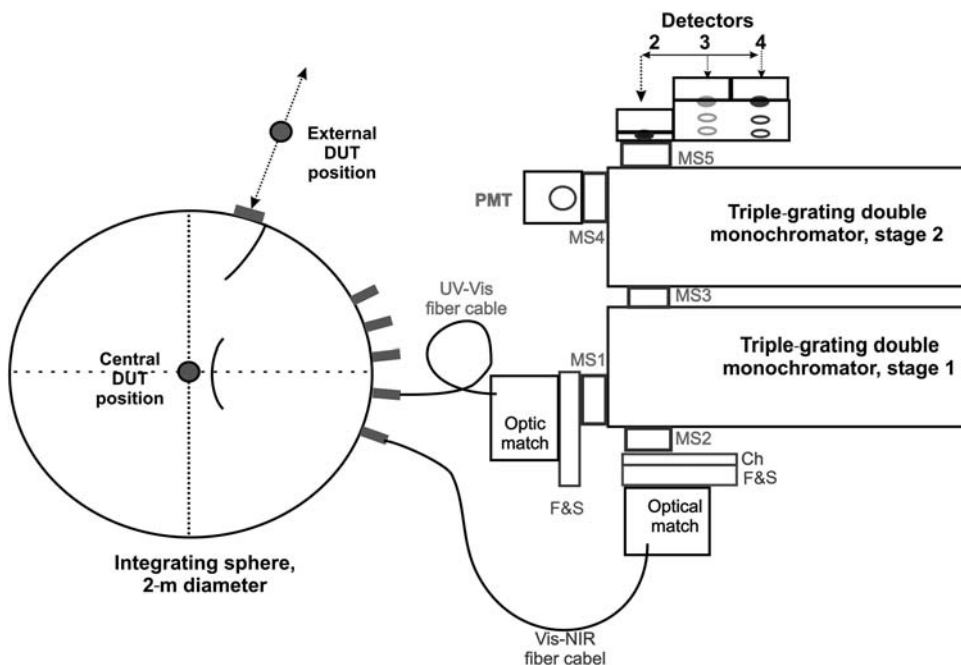 Detectors
2 3 4
External
DUT
position
MS5
PMT
MS4
Triple-grating double
monochromator, stage 2
UV-Vis
fiber cable
MS3
Central
DUT
position
MS1
Triple-grating double
monochromator, stage 1
Optic
match
MS2
Ch
F&S
F&S
Optical
match
Integrating sphere,
2-m diameter
Vis-NIR
fiber cabel